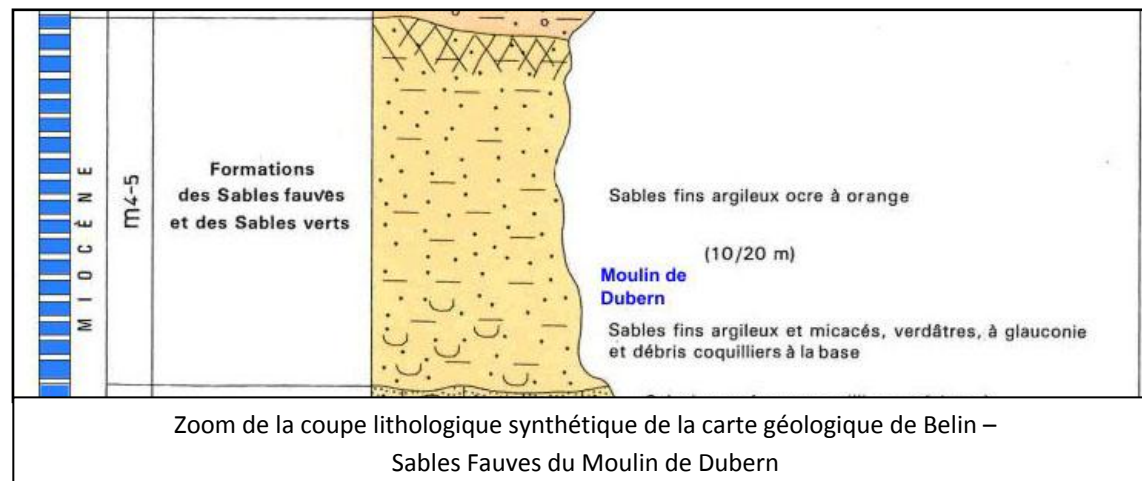 MIOCÈNE
m4-5
Formations
des Sables fauves
et des Sables verts
Sables fins argileux ocre à orange
(10/20 m)
Moulin de
Dubern
Sables fins argileux et micacés, verdâtres, à glauconie
et débris coquilliers à la base
Zoom de la coupe lithologique synthétique de la carte géologique de Belin –
Sables Fauves du Moulin de Dubern